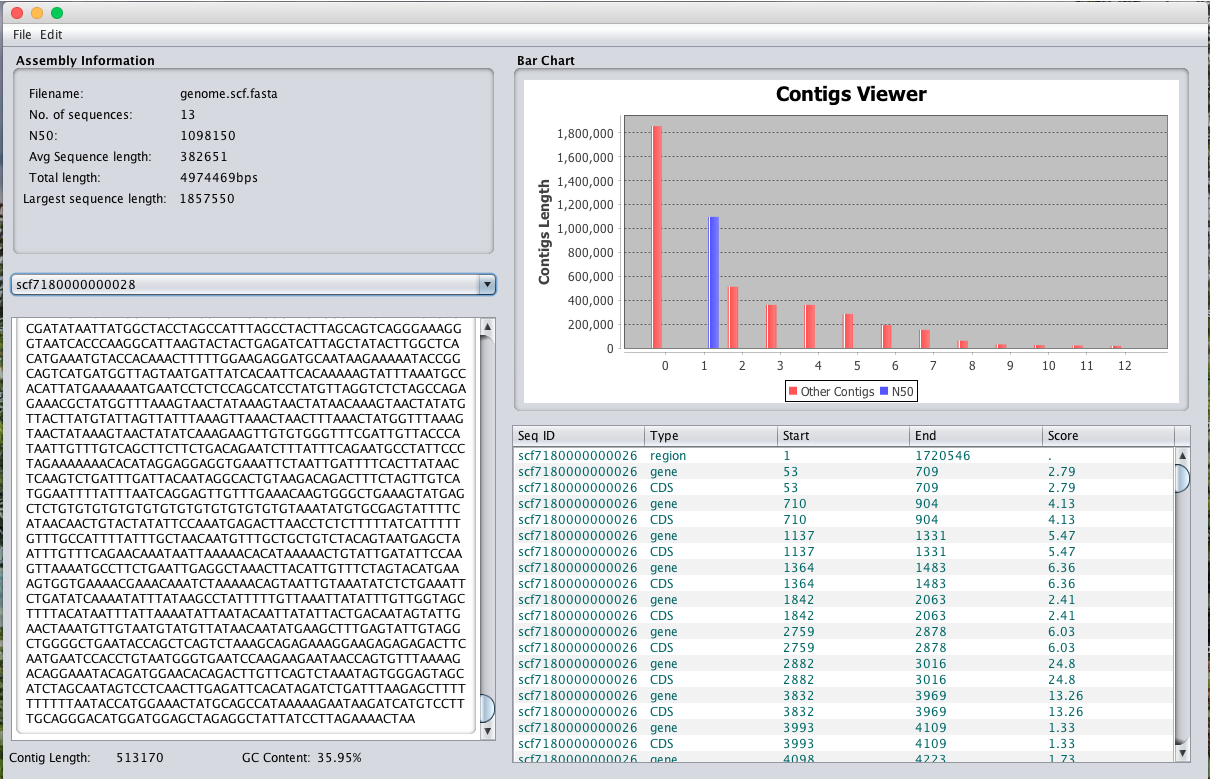 File Edit
Assembly Information
Filename: genome.scf.fasta
No. of sequences: 13
N50: 1098150
Avg Sequence length: 382651
Total length: 4974469bps
Largest sequence length: 1857550
scf7180000000028
CGATATAATTATGGCTACCTAGCCATTTAGCCTACTTAGCAGTCAGGGAAAGG
GTAATCACCCAAGGCATTAAGTACTACTGAGATCATTAGCTATACTTGGCTCA
CATGAAATGTACCACAAACTTTTTGGAAGAGGATGCAATAAGAAAAATACCGG
CAGTCATGATGGTTAGTAATGATTATCACAATTCACAAAAAGTATTTAAATGCC
ACATTATGAAAAAATGAATCCTCTCCAGCATCCTATGTTAGGTCTCTAGCCAGA
GAAACGCTATGGTTTAAAGTAACTATAAAGTAACTATAACAAAGTAACTATATG
TTACTTATGTATTAGTTATTTAAAGTTAAACTAACTTTAAACTATGGTTTAAAG
TAACTATAAAGTAACTATATCAAAGAAGTTGTGTGGGTTTCGATTGTTACCCA
TAATTGTTTGTCAGCTTCTTCTGACAGAATCTTTATTTCAGAATGCCTATTCCC
TAGAAAAAAACACATAGGAGGAGGTGAAATTCTAATTGATTTTCACTTATAAC
TCAAGTCTGATTTGATTACAATAGGCACTGTAAGACAGACTTTCTAGTTGTCA
TGGAATTTTATTTAATCAGGAGTTGTTTGAAACAAGTGGGCTGAAAGTATGAG
CTCTGTGTGTGTGTGTGTGTGTGTGTGTGTAAATATGTGCGAGTATTTTC
ATAACAACTGTACTATATTCCAAATGAGACTTAACCTCTCTTTTTATCATTTTT
GTTTGCCATTTTATTTGCTAACAATGTTTGCTGCTGTCTACAGTAATGAGCTA
ATTTGTTTCAGAACAAATAATTAAAAACACATAAAAACTGTATTGATATTCCAA
GTTAAAATGCCTTCTGAATTGAGGCTAAACTTACATTGTTTCTAGTACATGAA
AGTGGTGAAAACGAAACAAATCTAAAAACAGTAATTGTAAATATCTCTGAAATT
CTGATATCAAAATATTTATAAGCCTATTTTTGTTAAATTATATTTGTTGGTAGC
TTTTACATAATTTATTAAAATATTAATACAATTATATTACTGACAATAGTATTG
AACTAAATGTTGTAATGTATGTTATAACAATATGAAGCTTTGAGTATTGTAGG
CTGGGGCTGAATACCAGCTCAGTCTAAAGCAGAGAAAGGAAGAGAGAGACTTC
AATGAATCCACCTGTAATGGGTGAATCCAAGAAGAATAACCAGTGTTTAAAAG
ACAGGAAATACAGATGGAACACAGACTTGTTCAGTCTAAATAGTGGGAGTAGC
ATCTAGCAATAGTCCTCAACTTGAGATTCACATAGATCTGATTTAAGAGCTTTT
TTTTTTTAATACCATGGAAACTATGCAGCCATAAAAAGAATAAGATCATGTCCTT
TGCAGGGACATGGATGGAGCTAGAGGCTATTATCCTTAGAAAACTAA
Contig Length: 513170 GC Content: 35.95%
Bar Chart
Contigs Viewer
Contigs Length
1,800,000
1,600,000
1,400,000
1,200,000
1,000,000
800,000
600,000
400,000
200,000
0
0 1 2 3 4 5 6 7 8 9 10 11 12
Other Contigs N50
Seq ID Type Start End Score
scf7180000000026 region 1 1720546 .
scf7180000000026 gene 53 709 2.79
scf7180000000026 CDS 53 709 2.79
scf7180000000026 gene 710 904 4.13
scf7180000000026 CDS 710 904 4.13
scf7180000000026 gene 1137 1331 5.47
scf7180000000026 CDS 1137 1331 5.47
scf7180000000026 gene 1364 1483 6.36
scf7180000000026 CDS 1364 1483 6.36
scf7180000000026 gene 1842 2063 2.41
scf7180000000026 CDS 1842 2063 2.41
scf7180000000026 gene 2759 2878 6.03
scf7180000000026 CDS 2759 2878 6.03
scf7180000000026 gene 2882 3016 24.8
scf7180000000026 CDS 2882 3016 24.8
scf7180000000026 gene 3832 3969 13.26
scf7180000000026 CDS 3832 3969 13.26
scf7180000000026 gene 3993 4109 1.33
scf7180000000026 CDS 3993 4109 1.33
scf7180000000026 gene 4098 4223 1.73